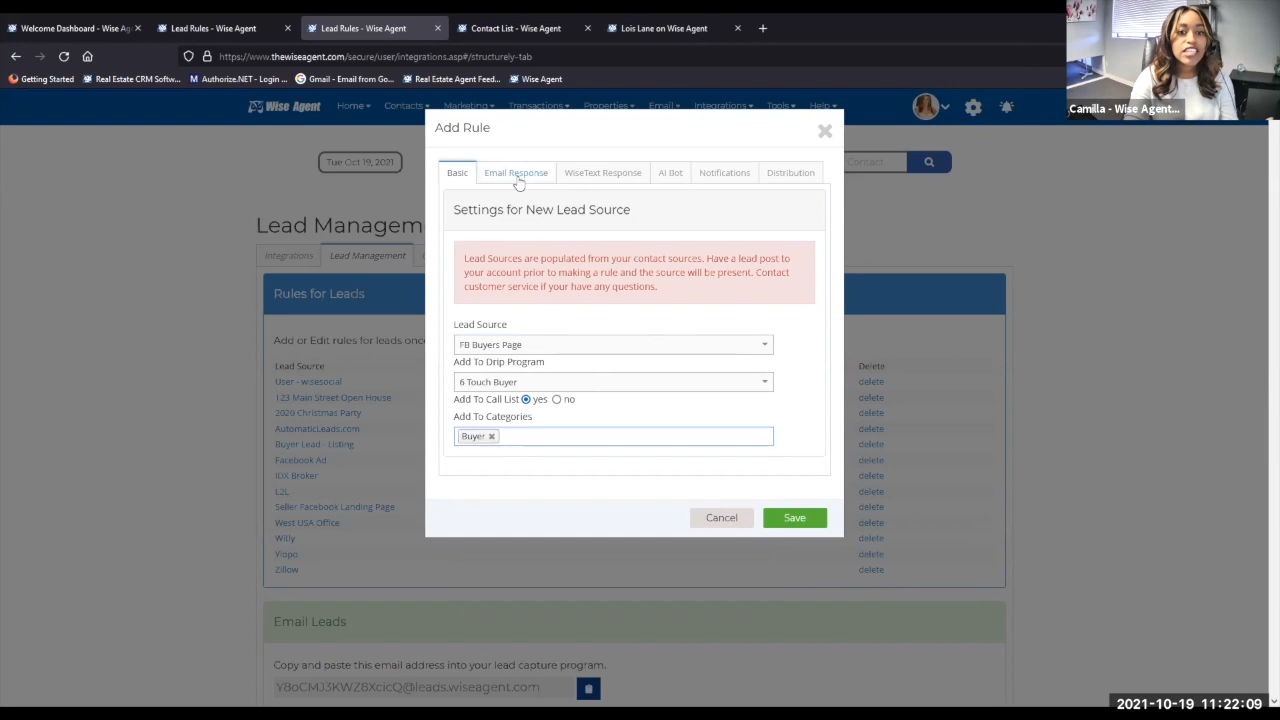 Welcome Dashboard - Wise Ag
Lead Rules - Wise Agent
Lead Rules - Wise Agent
Contact List - Wise Agent
Lois Lane on Wise Agent
https://www.thewiseagent.com/secure/user/integrations.asp#/structurely-tab
Getting Started
Real Estate CRM Softw...
Authorize.NET - Login ...
Gmail - Email from Go...
Real Estate Agent Feed...
Wise Agent
Camilla - Wise Agent...
Wise Agent
Home
Contacts
Marketing
Transactions
Properties
Email
Integrations
Tools
Help
Tue Oct 19, 2021
Contact
Add Rule
Basic
Email Response
WiseText Response
AI Bot
Notifications
Distribution
Settings for New Lead Source
Lead Sources are populated from your contact sources. Have a lead post to
your account prior to making a rule and the source will be present. Contact
customer service if your have any questions.
Lead Source
FB Buyers Page
Add To Drip Program
6 Touch Buyer
Add To Call List yes no
Add To Categories
Buyer
Cancel
Save
Lead Managem
Integrations
Lead Management
Rules for Leads
Add or Edit rules for leads onc
Lead Source
Delete
User - wisesocial
delete
123 Main Street Open House
delete
2020 Christmas Party
delete
AutomaticLeads.com
delete
Buyer Lead - Listing
delete
Facebook Ad
delete
IDX Broker
delete
L2L
delete
Seller Facebook Landing Page
delete
West USA Office
delete
Witly
delete
Ylopo
delete
Zillow
delete
Email Leads
Copy and paste this email address into your lead capture program.
Y8oCMJ3KWZ8XcicQ@leads.wiseagent.com
2021-10-19 11:22:09